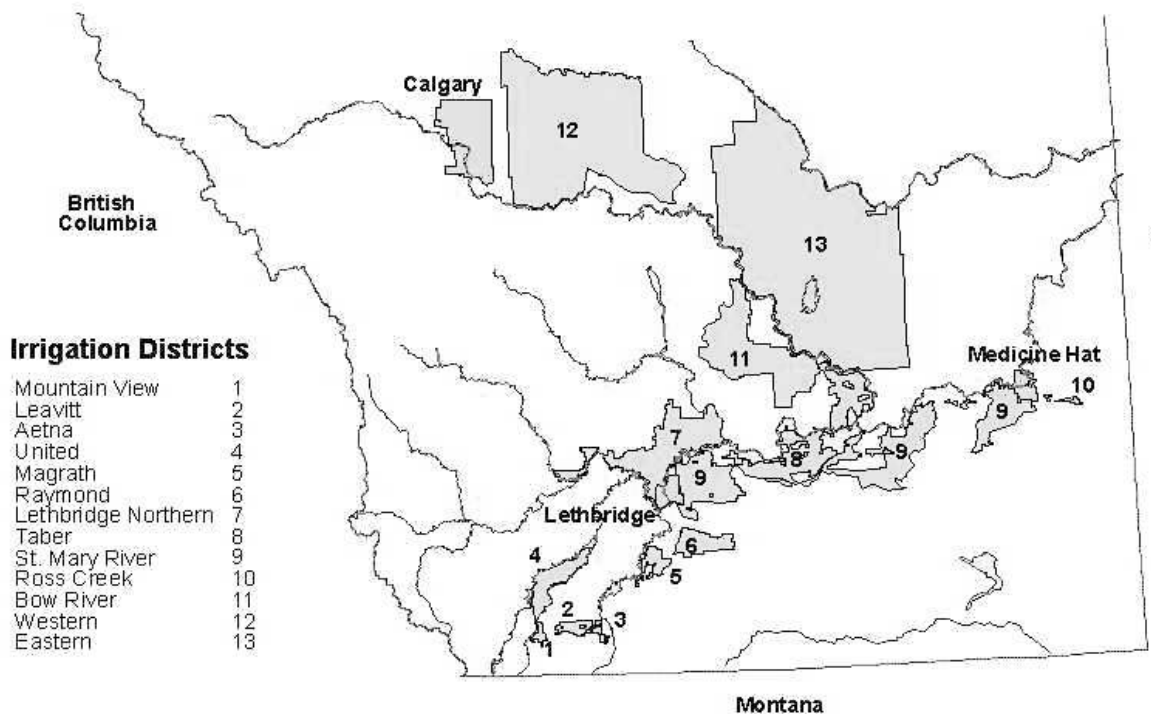 Calgary
12
British
Columbia
13
Irrigation Districts
Mountain View 1
Leavitt 2
Aetna 3
United 4
Magrath 5
Raymond 6
Lethbridge Northern 7
Taber 8
St. Mary River 9
Ross Creek 10
Bow River 11
Western 12
Eastern 13
11
Medicine Hat
10
9
7
8
9
9
Lethbridge
6
4
5
2
3
1
Montana